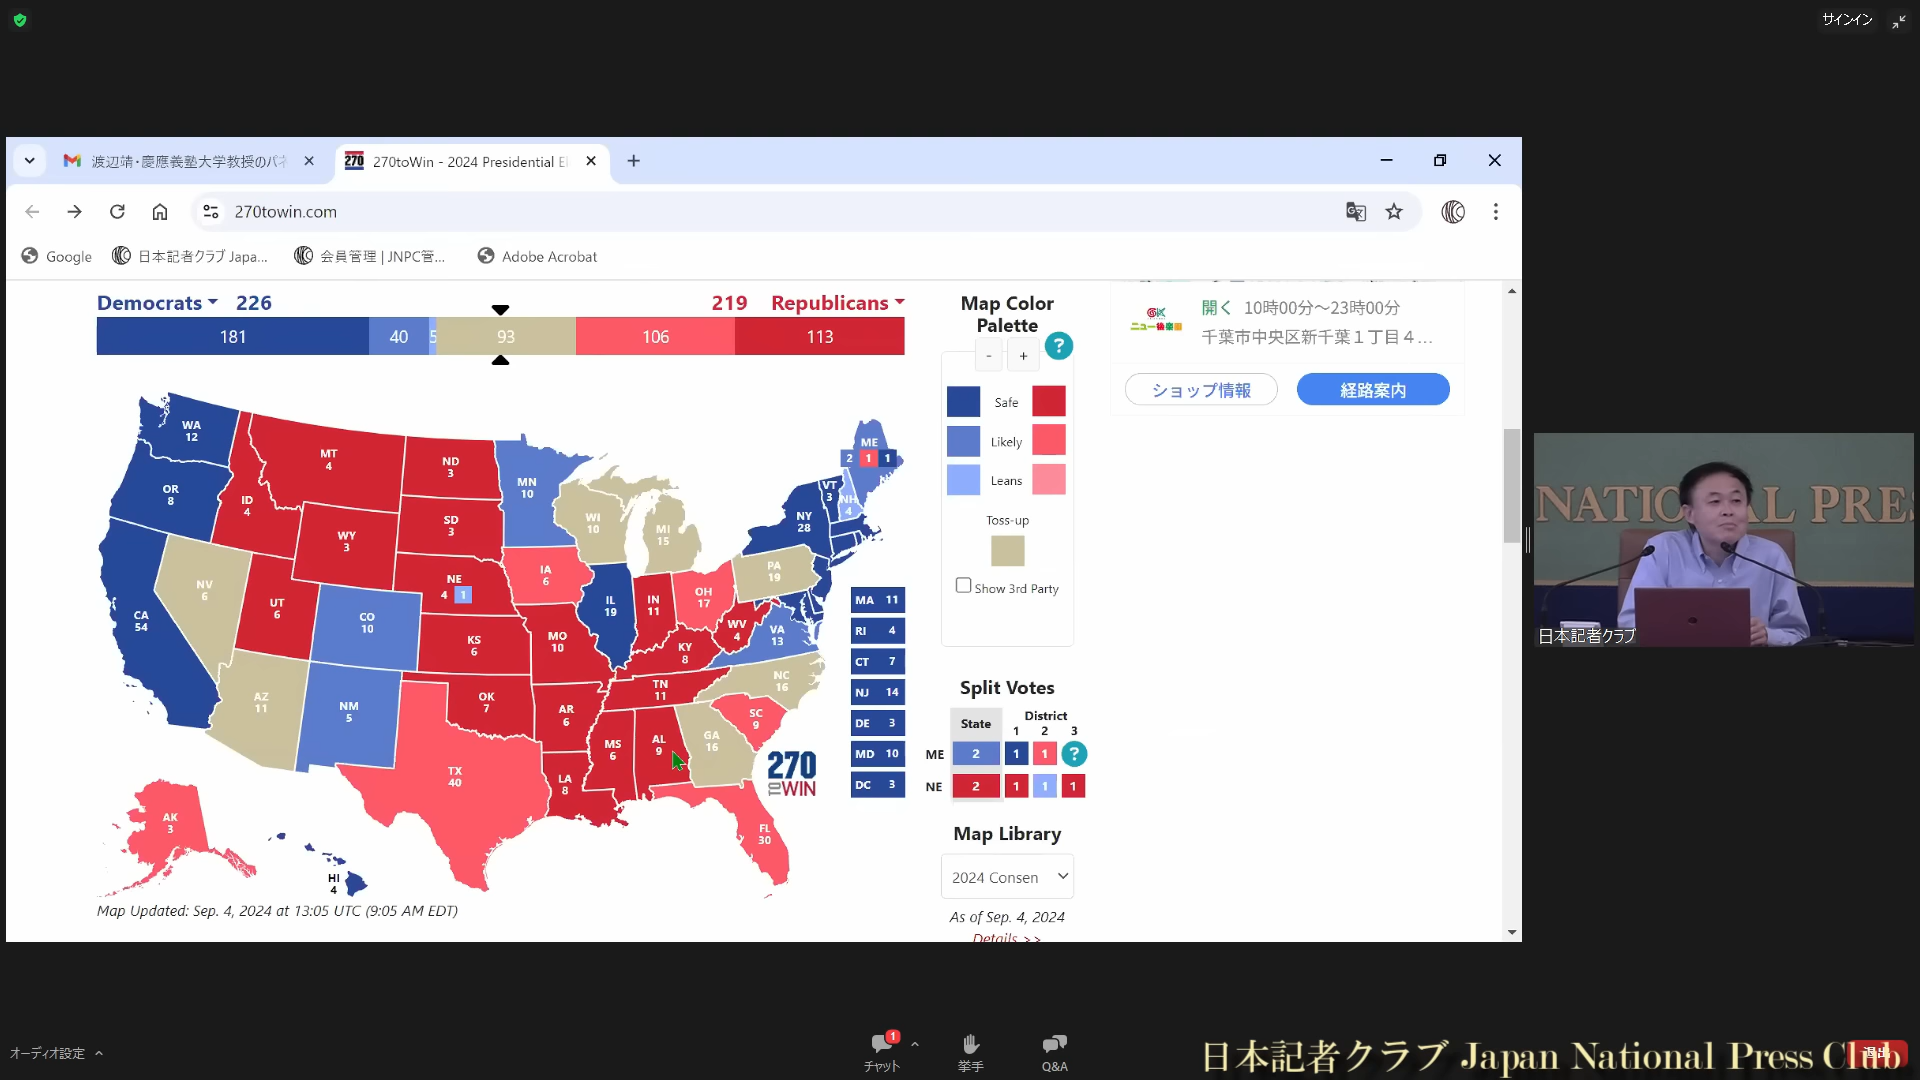 サインイン
渡辺靖・慶應義塾大学教授のパネ
270toWin - 2024 Presidential El
270towin.com
Google
日本記者クラブ Japa...
会員管理 | JNPC管...
Adobe Acrobat
Democrats 226
219 Republicans
181 40 5 93 106 113
WA 12
OR 8
CA 54
NV 6
ID 4
MT 4
WY 3
UT 6
AZ 11
CO 10
NM 5
ND 3
SD 3
NE
4 1
KS 6
OK 7
TX 40
MN 10
IA 6
MO 10
AR 6
LA 8
WI 10
IL 19
MI 15
IN 11
OH 17
KY 8
TN 11
MS 6
AL 9
GA 16
FL 30
SC 9
NC 16
VA 13
WV 4
PA 19
NY 28
VT 3
NH 4
ME
2 1 1
AK 3
HI 4
MA 11
RI 4
CT 7
NJ 14
DE 3
MD 10
DC 3
270
TO WIN
Map Updated: Sep. 4, 2024 at 13:05 UTC (9:05 AM EDT)
Map Color
Palette
- + ?
Safe
Likely
Leans
Toss-up
Show 3rd Party
Split Votes
State District
1 2 3
ME 2 1 1 ?
NE 2 1 1 1
Map Library
2024 Consen
As of Sep. 4, 2024
Details >>
ニュー後楽園
開く 10時00分～23時00分
千葉市中央区新千葉１丁目４...
ショップ情報
経路案内
NATIONAL PRES
日本記者クラブ
オーディオ設定
1
チャット
挙手
Q&A
退出
日本記者クラブ Japan National Press Club